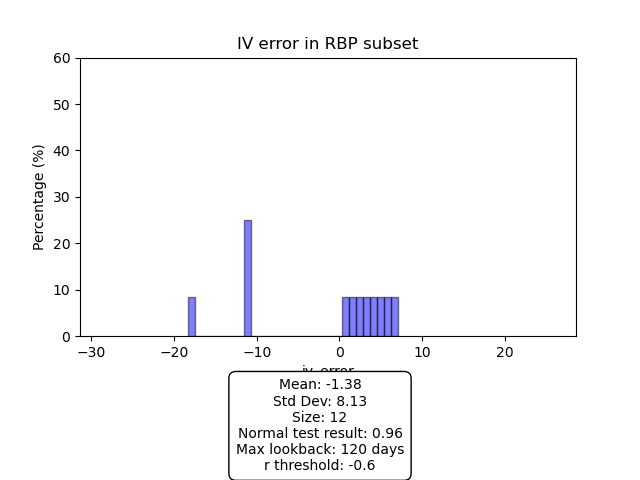 IV error in RBP subset
60
50
40
30
20
10
0
Percentage (%)
−30 −20 −10 0 10 20
iv_error
Mean: -1.38
Std Dev: 8.13
Size: 12
Normal test result: 0.96
Max lookback: 120 days
r threshold: -0.6